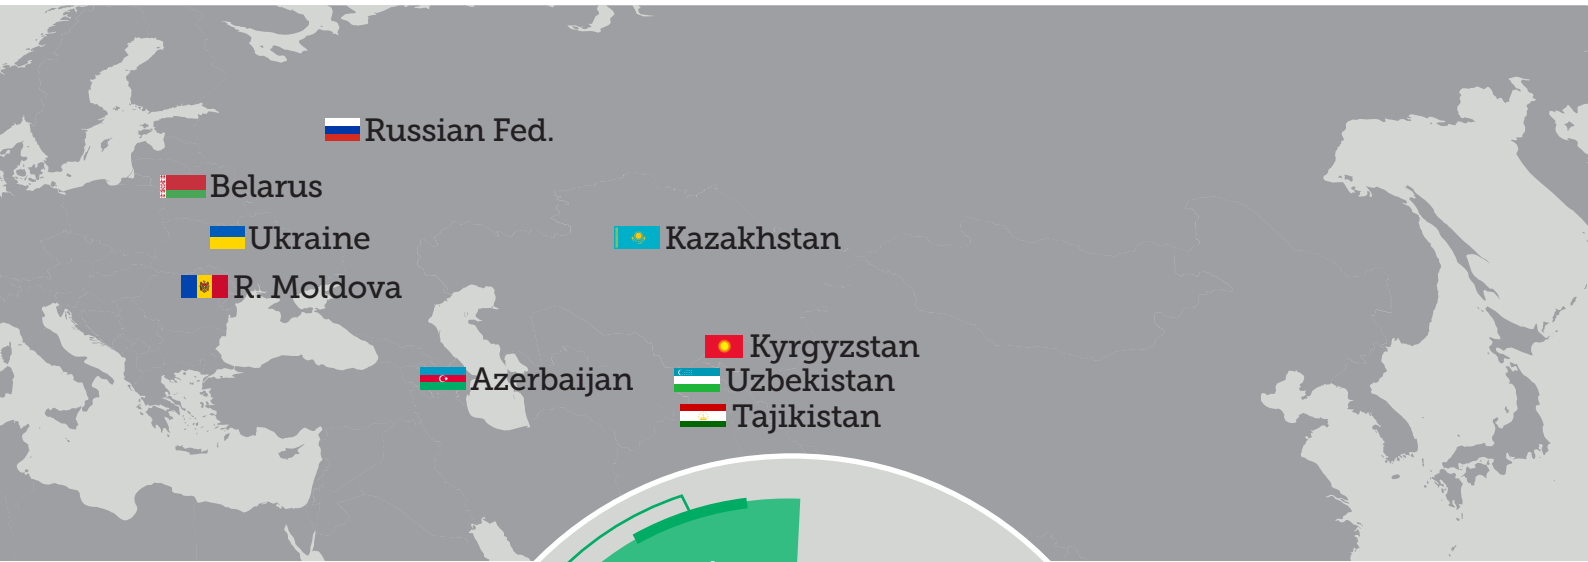 Russian Fed.
Belarus
Ukraine
Kazakhstan
R. Moldova
Kyrgyzstan
Azerbaijan
Uzbekistan
Tajikistan